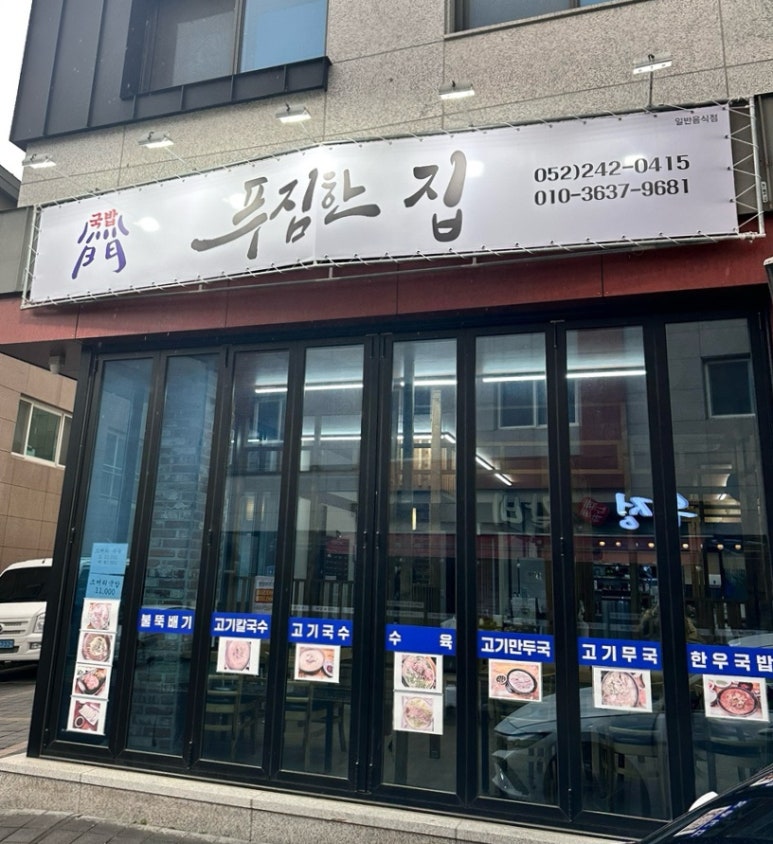 일반음식점
국밥
푸짐한 집
052)242-0415
010-3637-9681
불뚝배기
고기칼국수
고기국수
수육
고기만두국
고기무국
한우국밥
11,000